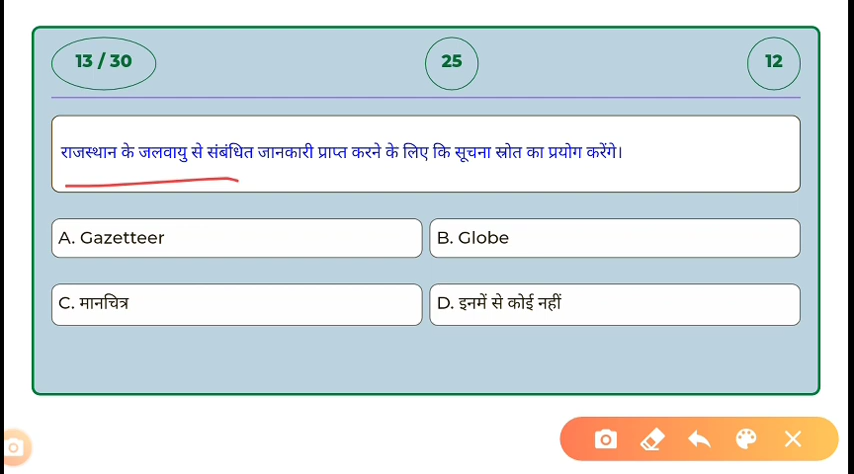 13 / 30
25
12
राजस्थान के जलवायु से संबंधित जानकारी प्राप्त करने के लिए कि सूचना स्रोत का प्रयोग करेंगे।
A. Gazetteer
B. Globe
C. मानचित्र
D. इनमें से कोई नहीं